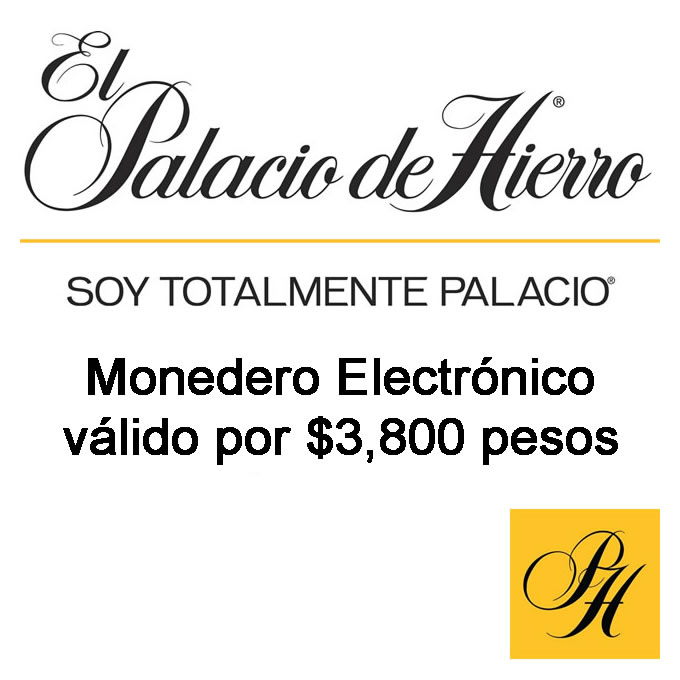 El
Palacio de Hierro®
SOY TOTALMENTE PALACIO®
Monedero Electrónico
válido por $3,800 pesos
PH